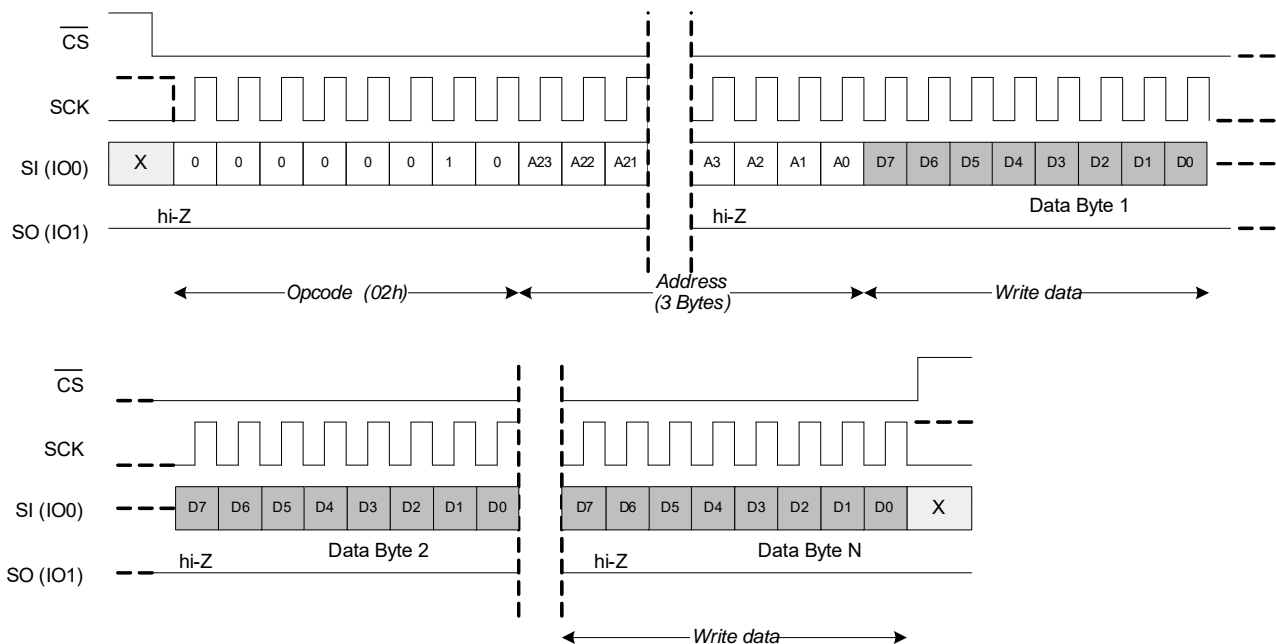 CS
SCK
SI (IO0) X 0 0 0 0 0 0 1 0 A23 A22 A21 A3 A2 A1 A0 D7 D6 D5 D4 D3 D2 D1 D0
hi-Z hi-Z Data Byte 1
SO (IO1)
Opcode (02h) Address Write data
(3 Bytes)
CS
SCK
SI (IO0) D7 D6 D5 D4 D3 D2 D1 D0 D7 D6 D5 D4 D3 D2 D1 D0 X
hi-Z Data Byte 2 hi-Z Data Byte N
SO (IO1)
Write data